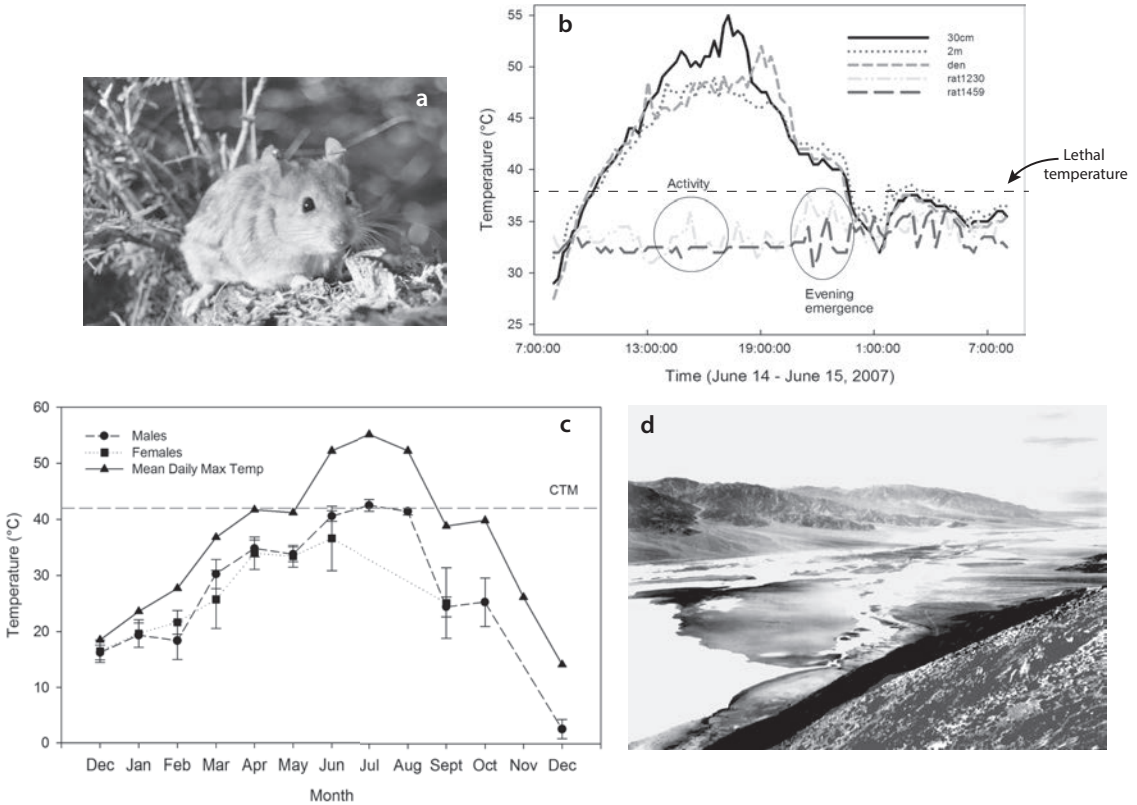 a
b
55
50
45
40
35
30
25
Temperature (°C)
30cm
2m
den
rat1230
rat1459
Lethal
temperature
Activity
Evening
emergence
7:00:00
13:00:00
19:00:00
1:00:00
7:00:00
Time (June 14 - June 15, 2007)
c
60
50
40
30
20
10
0
Temperature (°C)
Males
Females
Mean Daily Max Temp
CTM
Dec
Jan
Feb
Mar
Apr
May
Jun
Jul
Aug
Sept
Oct
Nov
Dec
Month
d